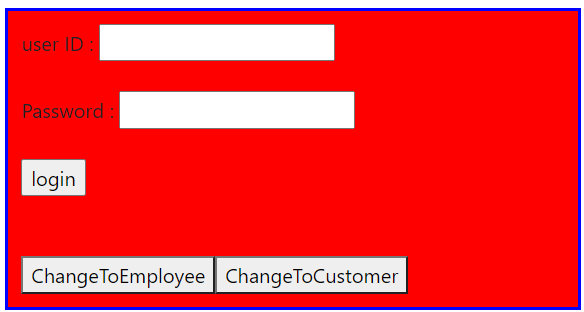 user ID :
Password :
login
ChangeToEmployee ChangeToCustomer